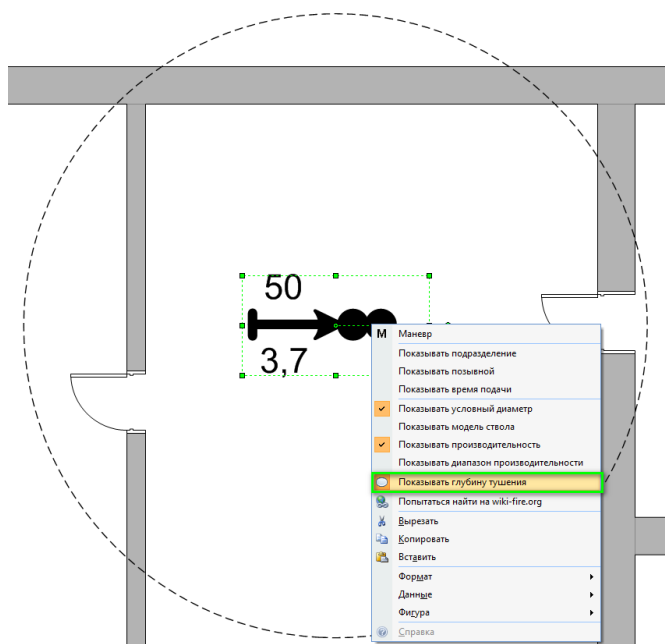 50
3,7
М Маневр
Показывать подразделение
Показывать позывной
Показывать время подачи
Показывать условный диаметр
Показывать модель ствола
Показывать производительность
Показывать диапазон производительности
Показывать глубину тушения
Попытаться найти на wiki-fire.org
Вырезать
Копировать
Вставить
Формат
Данные
Фигура
Справка